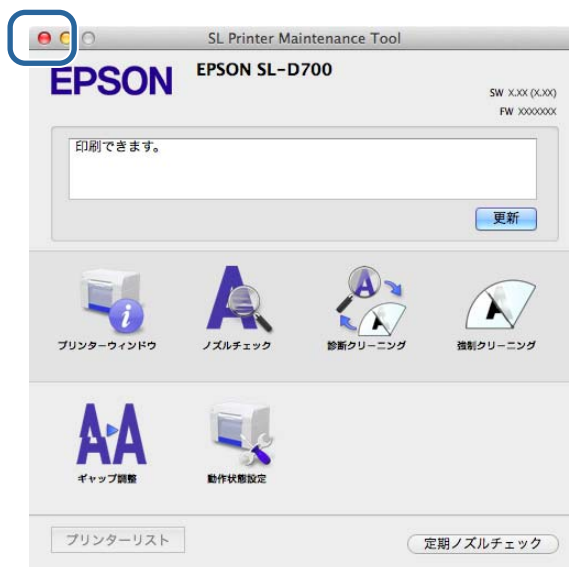 SL Printer Maintenance Tool
EPSON
EPSON SL-D700
SW X.XX (X.XX)
FW XXXXXXX
印刷できます。
更新
プリンターウィンドウ
ノズルチェック
診断クリーニング
強制クリーニング
ギャップ調整
動作状態設定
プリンターリスト
定期ノズルチェック